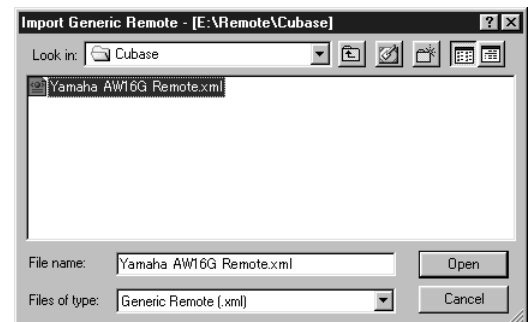 Import Generic Remote - [E:\Remote\Cubase]
Look in: Cubase
Yamaha AW16G Remote.xml
File name: Yamaha AW16G Remote.xml Open
Files of type: Generic Remote (.xml) Cancel